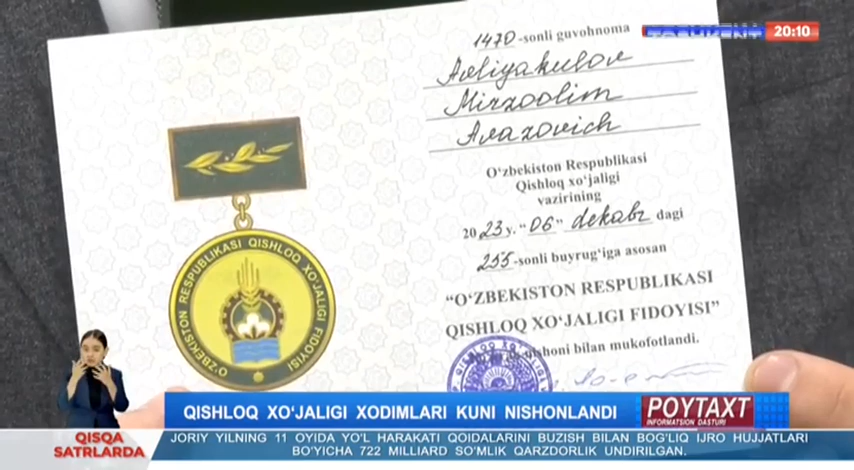 1470-sonli guvohnoma
Avliyakulov
Mirzoolim
Avazovich
O‘zbekiston Respublikasi
Qishloq xo‘jaligi
vazirining
2023 y. “06” dekabr dagi
255-sonli buyrug‘iga asosan
“O‘ZBEKISTON RESPUBLIKASI
QISHLOQ XO‘JALIGI FIDOYISI”
nishoni bilan mukofotlandi.
O‘ZBEKISTON RESPUBLIKASI QISHLOQ XO‘JALIGI FIDOYISI
20:10
QISHLOQ XO‘JALIGI XODIMLARI KUNI NISHONLANDI
POYTAXT
INFORMATSION DASTURI
QISQA
SATRLARDA
JORIY YILNING 11 OYIDA YO‘L HARAKATI QOIDALARINI BUZISH BILAN BOG‘LIQ IJRO HUJJATLARI
BO‘YICHA 722 MILLIARD SO‘MLIK QARZDORLIK UNDIRILGAN.